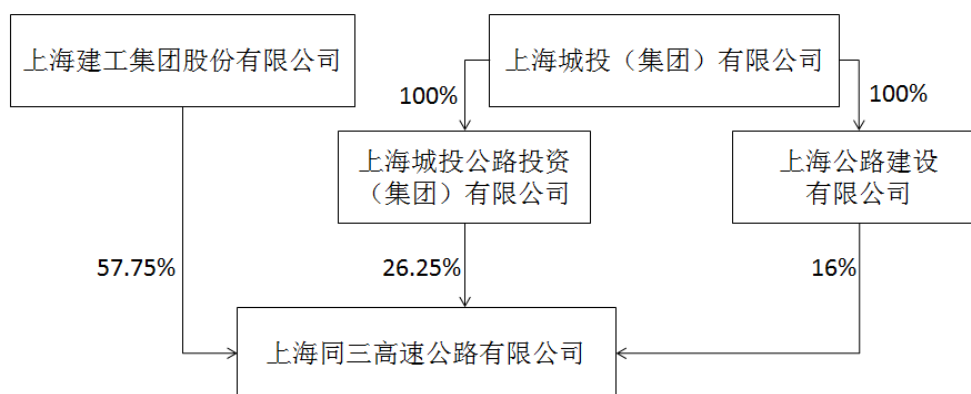 上海建工集团股份有限公司
上海城投（集团）有限公司
100%
100%
上海城投公路投资
（集团）有限公司
上海公路建设
有限公司
57.75%
26.25%
16%
上海同三高速公路有限公司